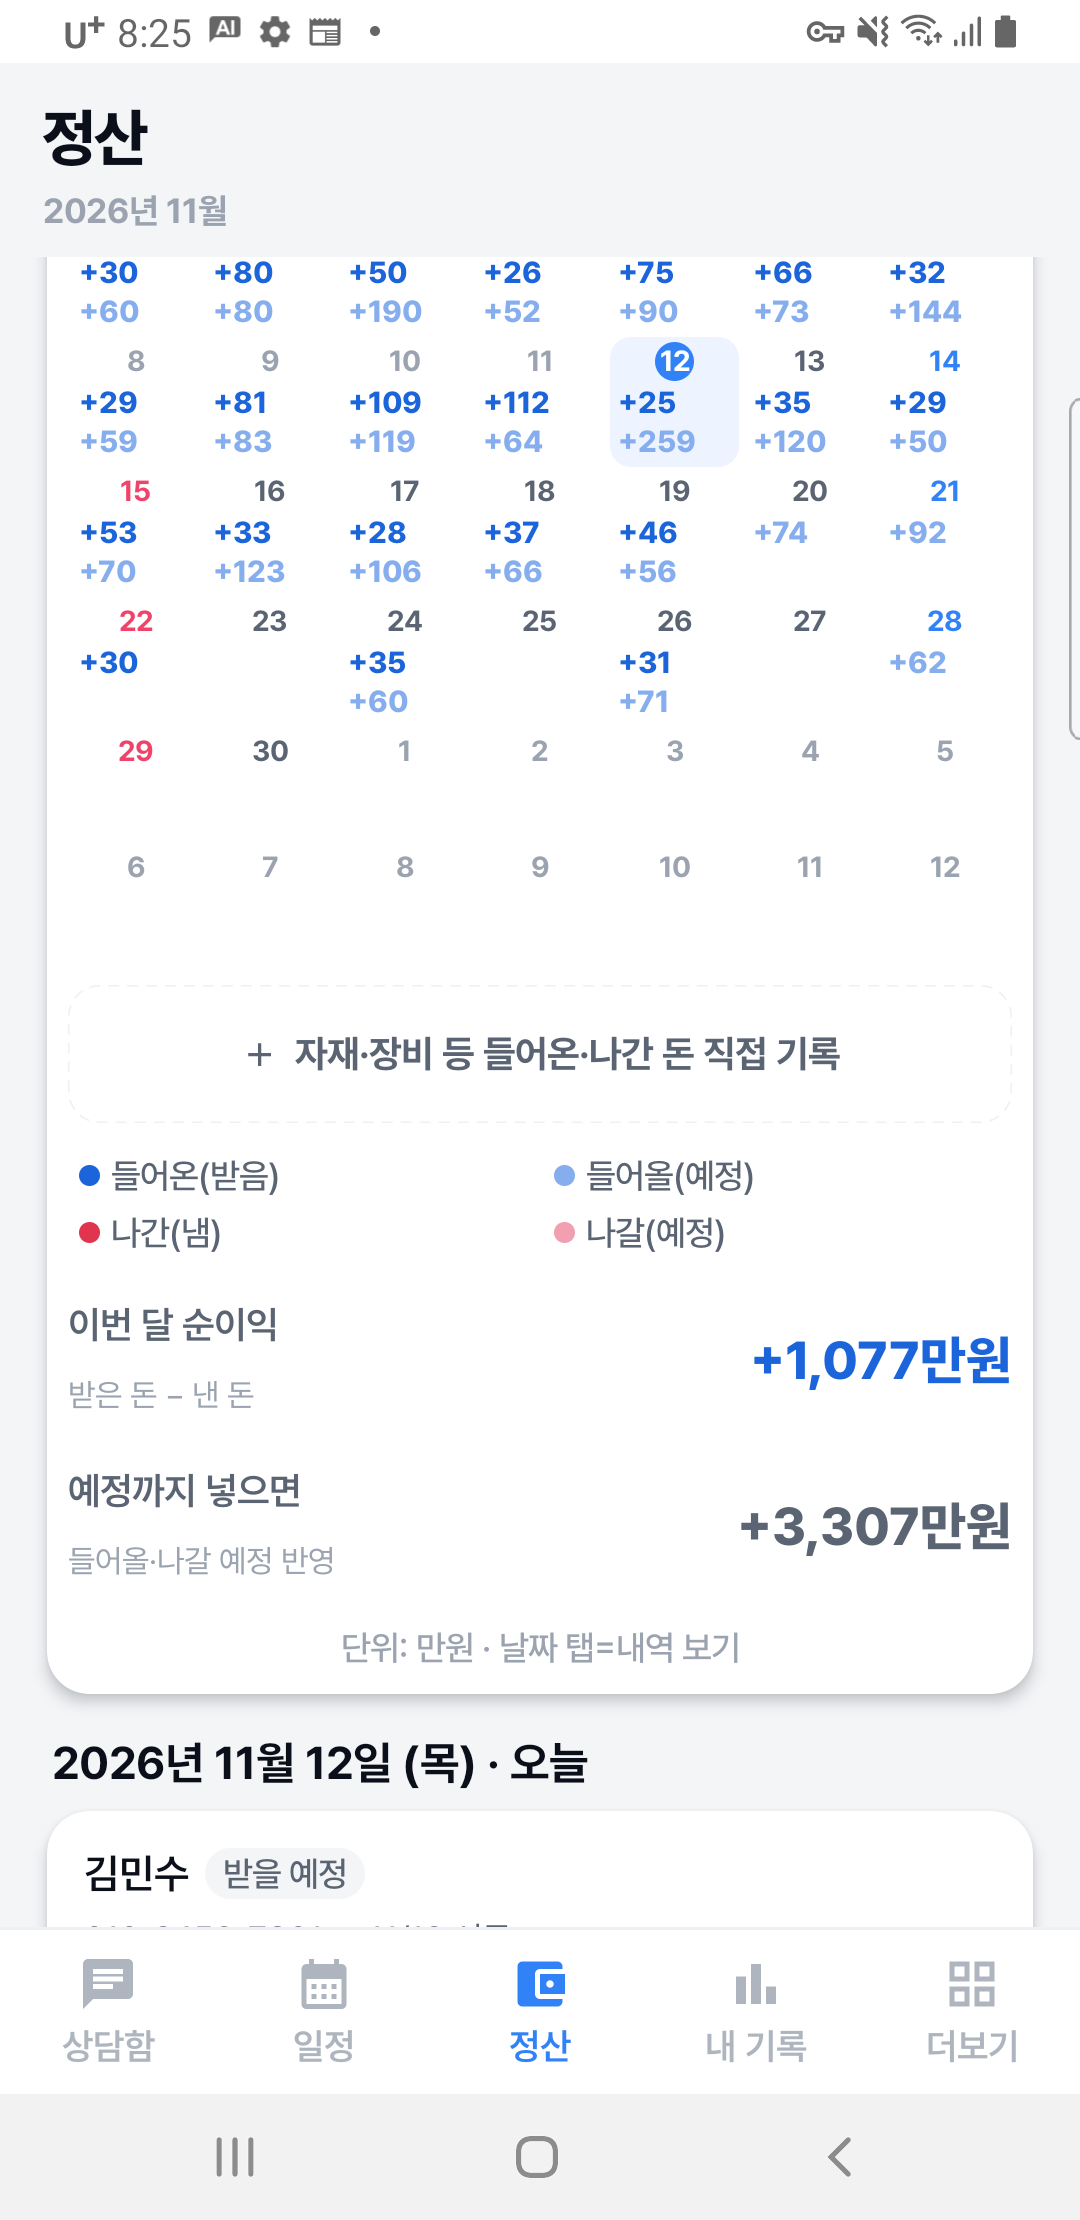 U+ 8:25 AI
정산
2026년 11월
+30 +80 +50 +26 +75 +66 +32
+60 +80 +190 +52 +90 +73 +144
8 9 10 11 12 13 14
+29 +81 +109 +112 +25 +35 +29
+59 +83 +119 +64 +259 +120 +50
15 16 17 18 19 20 21
+53 +33 +28 +37 +46 +74 +92
+70 +123 +106 +66 +56
22 23 24 25 26 27 28
+30 +35 +31 +62
+60 +71
29 30 1 2 3 4 5
6 7 8 9 10 11 12
+ 자재·장비 등 들어온·나간 돈 직접 기록
들어온(받음) 들어올(예정)
나간(냄) 나갈(예정)
이번 달 순이익
+1,077만원
받은 돈 – 낸 돈
예정까지 넣으면
+3,307만원
들어올·나갈 예정 반영
단위: 만원 · 날짜 탭=내역 보기
2026년 11월 12일 (목) · 오늘
김민수 받을 예정
상담함 일정 정산 내 기록 더보기